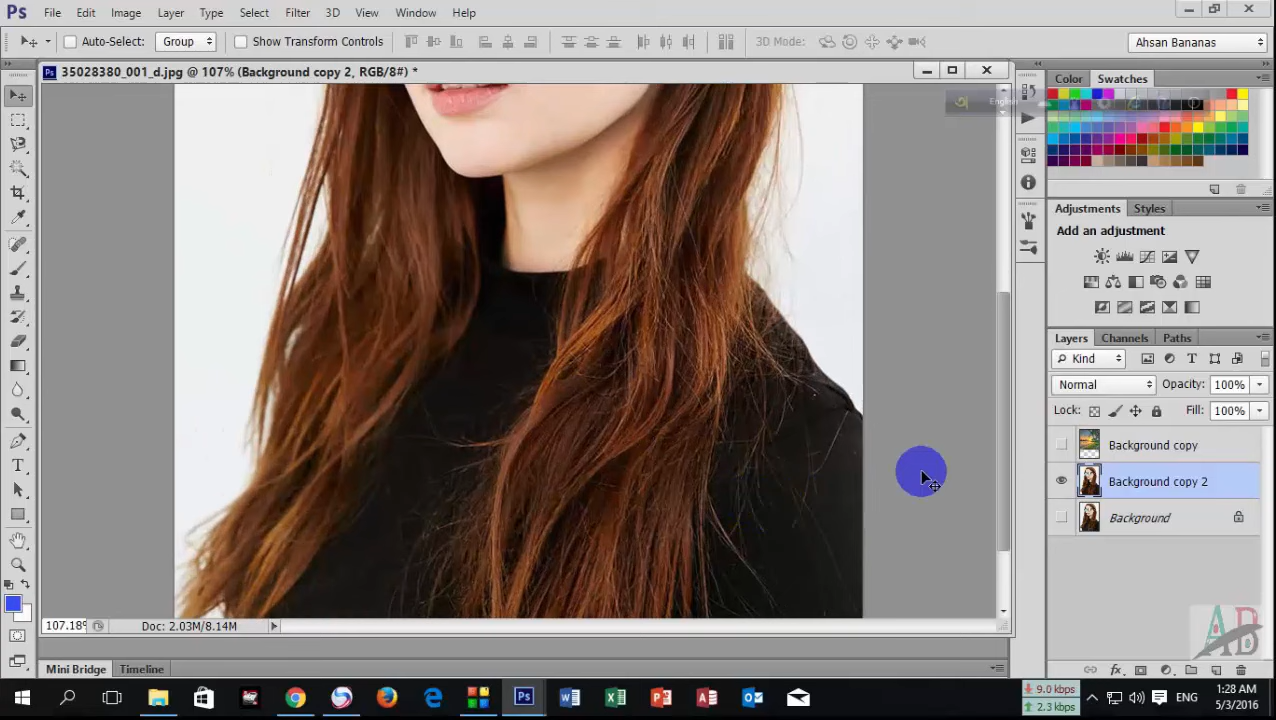 Ps File Edit Image Layer Type Select Filter 3D View Window Help
Auto-Select: Group Show Transform Controls 3D Mode: Ahsan Bananas
Ps 35028380_001_d.jpg @ 107% (Background copy 2, RGB/8#) *
Color Swatches
English
Adjustments Styles
Add an adjustment
Layers Channels Paths
Kind
Normal Opacity: 100%
Lock: Fill: 100%
Background copy
Background copy 2
Background
AB
107.18% Doc: 2.03M/8.14M
Mini Bridge Timeline
9.0 kbps
2.3 kbps
ENG
1:28 AM
5/3/2016